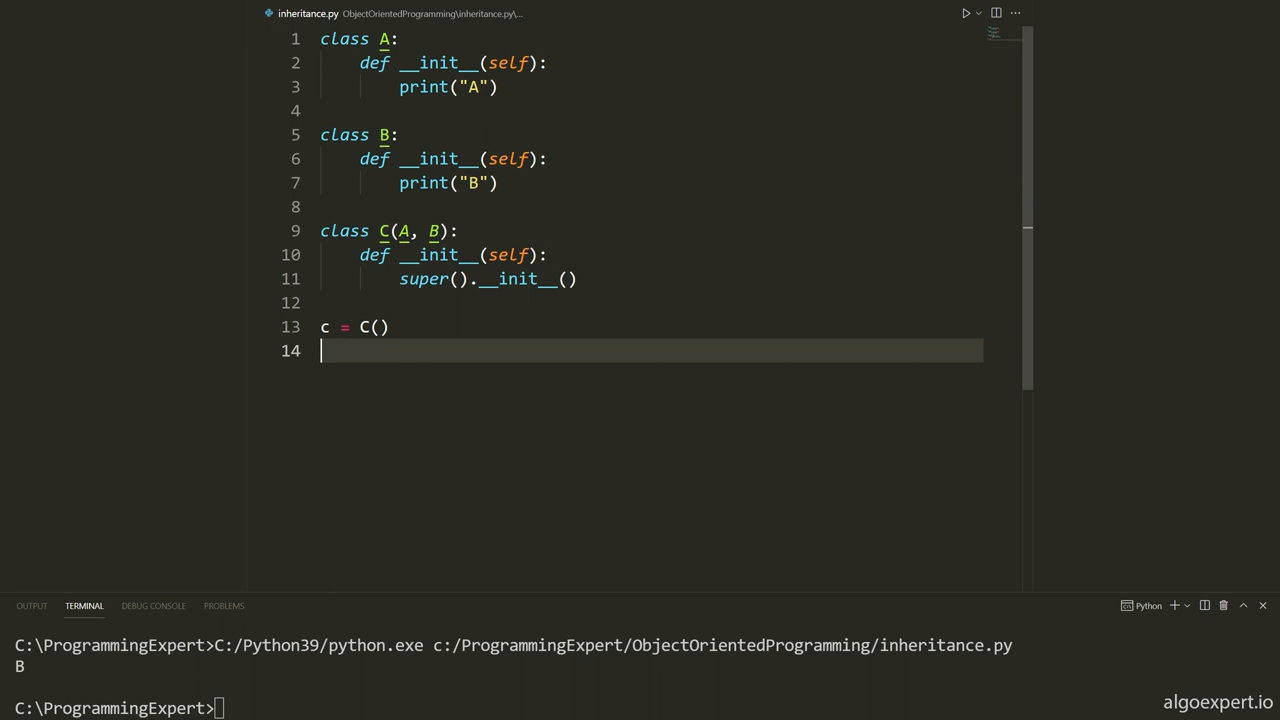 inheritance.py ObjectOrientedProgramming\inheritance.py\...
1 class A:
2     def __init__(self):
3         print("A")
4
5 class B:
6     def __init__(self):
7         print("B")
8
9 class C(A, B):
10     def __init__(self):
11         super().__init__()
12
13 c = C()
14
OUTPUT TERMINAL DEBUG CONSOLE PROBLEMS Python
C:\ProgrammingExpert>C:/Python39/python.exe c:/ProgrammingExpert/ObjectOrientedProgramming/inheritance.py
B
C:\ProgrammingExpert>
algoexpert.io